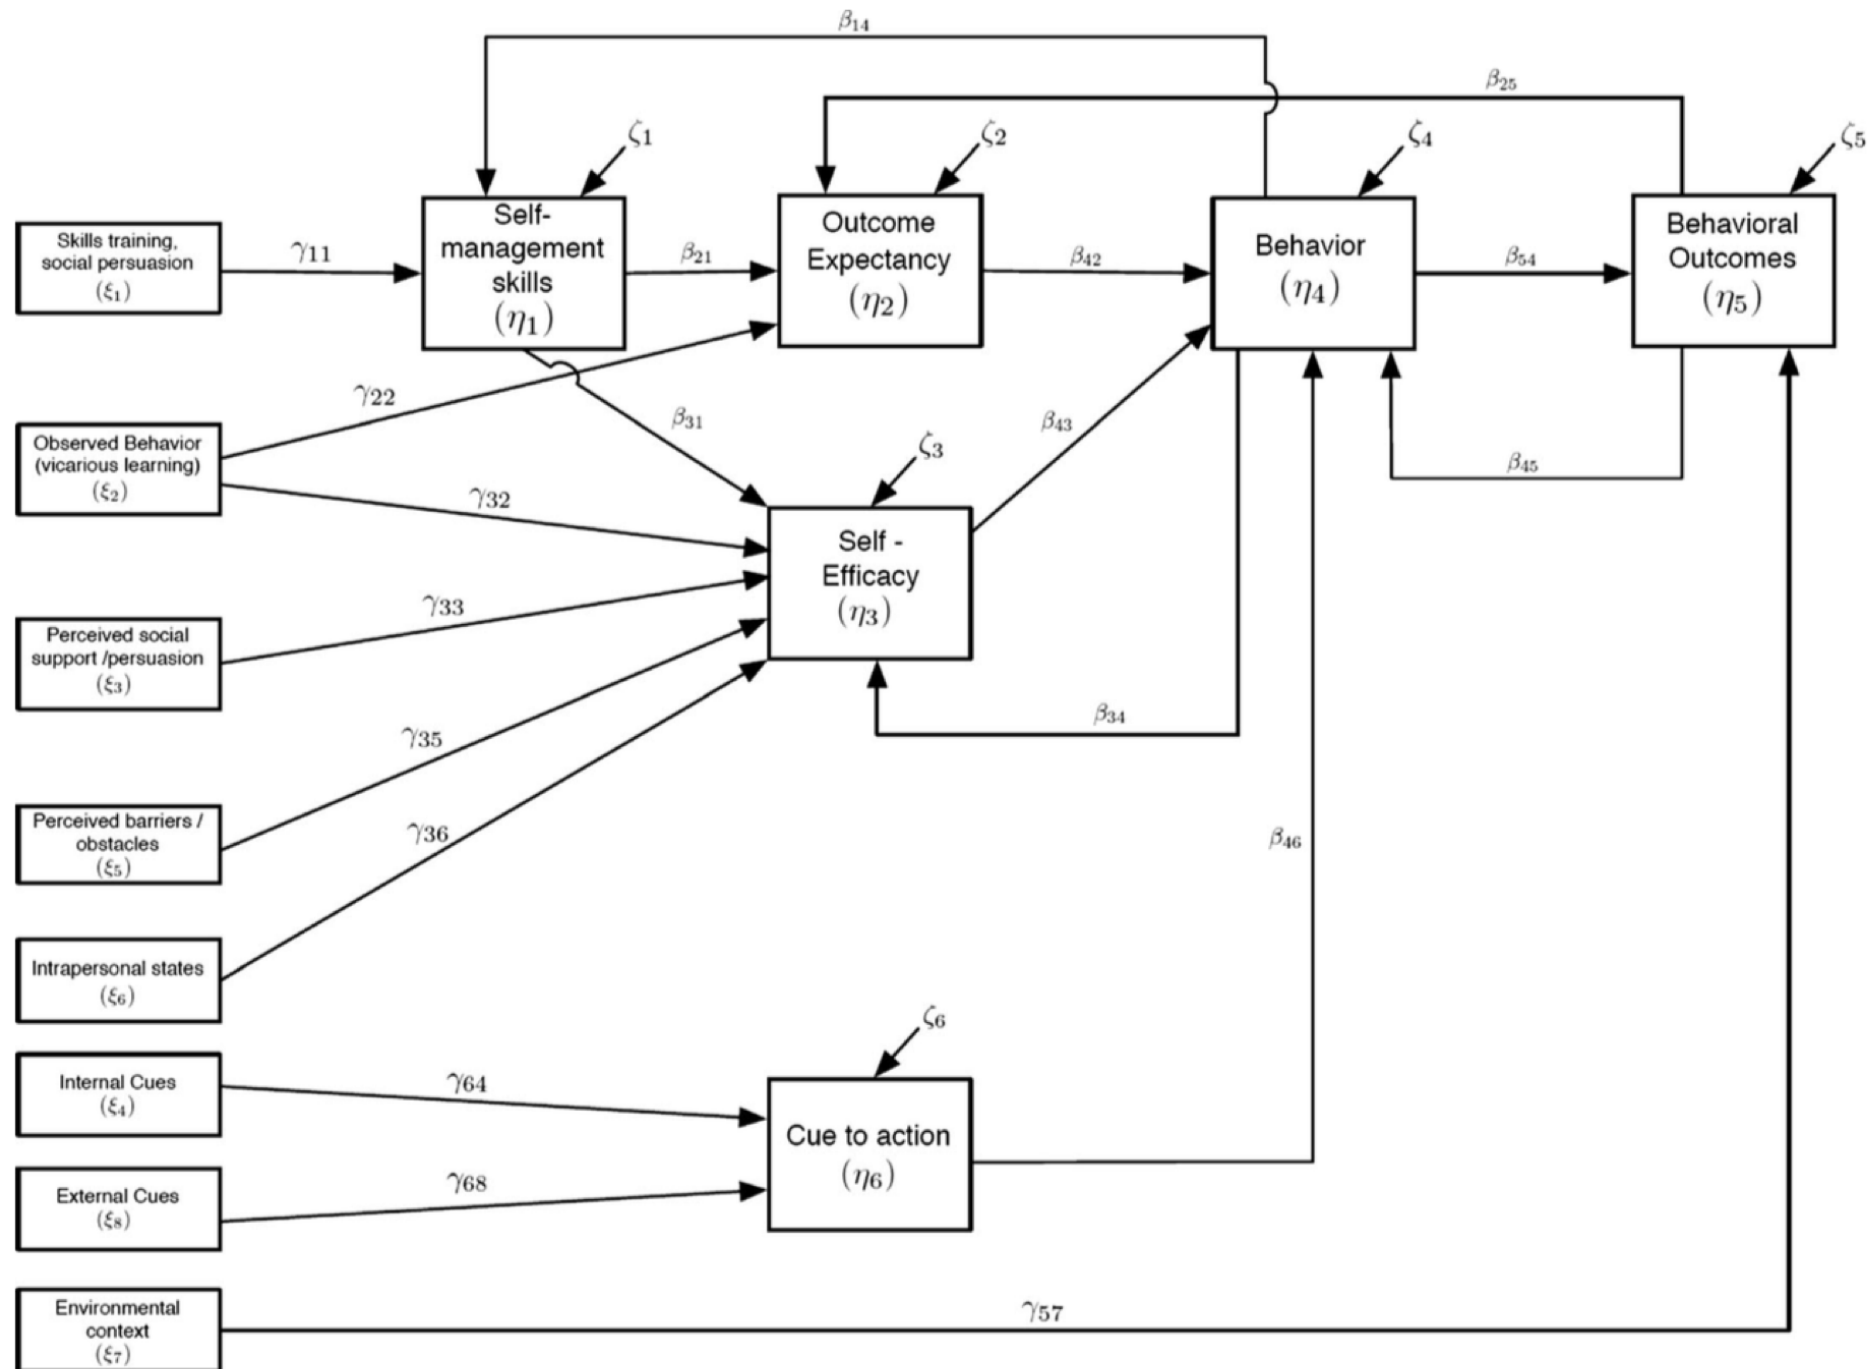 β₁₄
β₂₅
ζ₁
ζ₂
ζ₄
ζ₅
Skills training,
social persuasion
(ξ₁)
γ₁₁
Self-
management
skills
(η₁)
β₂₁
Outcome
Expectancy
(η₂)
β₄₂
Behavior
(η₄)
β₅₄
Behavioral
Outcomes
(η₅)
γ₂₂
β₃₁
β₄₃
β₄₅
Observed Behavior
(vicarious learning)
(ξ₂)
γ₃₂
ζ₃
Self -
Efficacy
(η₃)
Perceived social
support /persuasion
(ξ₃)
γ₃₃
β₃₄
γ₃₅
Perceived barriers /
obstacles
(ξ₅)
γ₃₆
β₄₆
Intrapersonal states
(ξ₆)
ζ₆
Internal Cues
(ξ₄)
γ₆₄
Cue to action
(η₆)
External Cues
(ξ₈)
γ₆₈
Environmental
context
(ξ₇)
γ₅₇